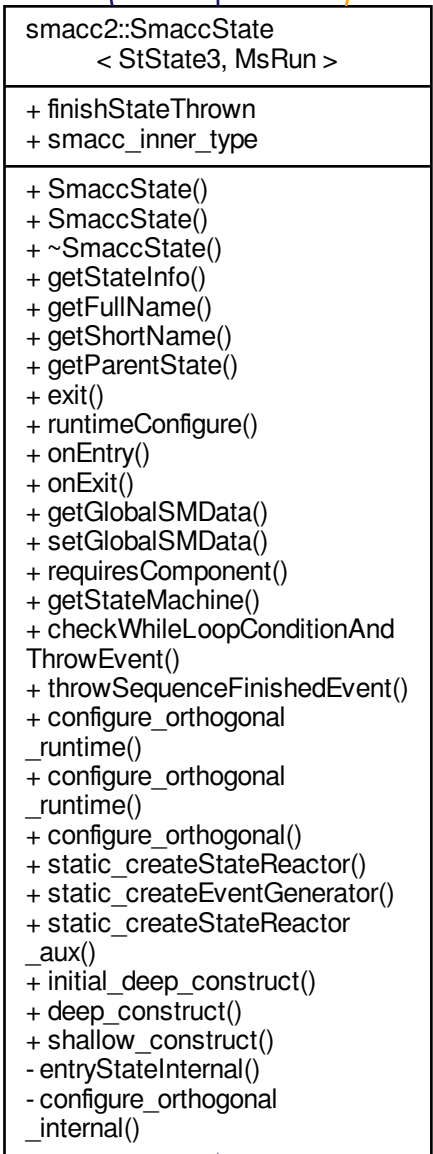 smacc2::SmaccState
< StState3, MsRun >
+ finishStateThrown
+ smacc_inner_type
+ SmaccState()
+ SmaccState()
+ ~SmaccState()
+ getStateInfo()
+ getFullName()
+ getShortName()
+ getParentState()
+ exit()
+ runtimeConfigure()
+ onEntry()
+ onExit()
+ getGlobalSMData()
+ setGlobalSMData()
+ requiresComponent()
+ getStateMachine()
+ checkWhileLoopConditionAnd
ThrowEvent()
+ throwSequenceFinishedEvent()
+ configure_orthogonal
_runtime()
+ configure_orthogonal
_runtime()
+ configure_orthogonal()
+ static_createStateReactor()
+ static_createEventGenerator()
+ static_createStateReactor
_aux()
+ initial_deep_construct()
+ deep_construct()
+ shallow_construct()
- entryStateInternal()
- configure_orthogonal
_internal()